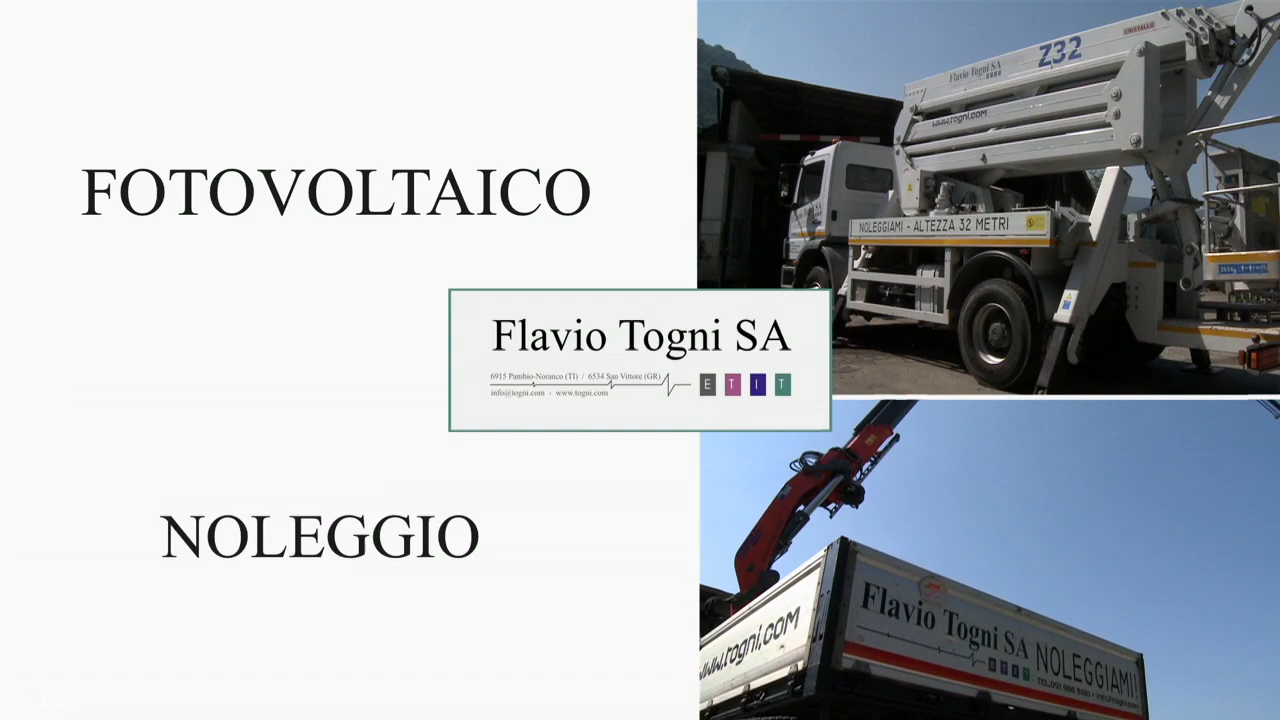 FOTOVOLTAICO
NOLEGGIO
Flavio Togni SA
6915 Pambio-Noranco (TI) / 6534 San Vittore (GR)
info@togni.com - www.togni.com
E T I T
CRISTALLO
Z32
Flavio Togni SA
www.togni.com
NOLEGGIAMI - ALTEZZA 32 METRI
www.togni.com
Flavio Togni SA
NOLEGGIAMI!